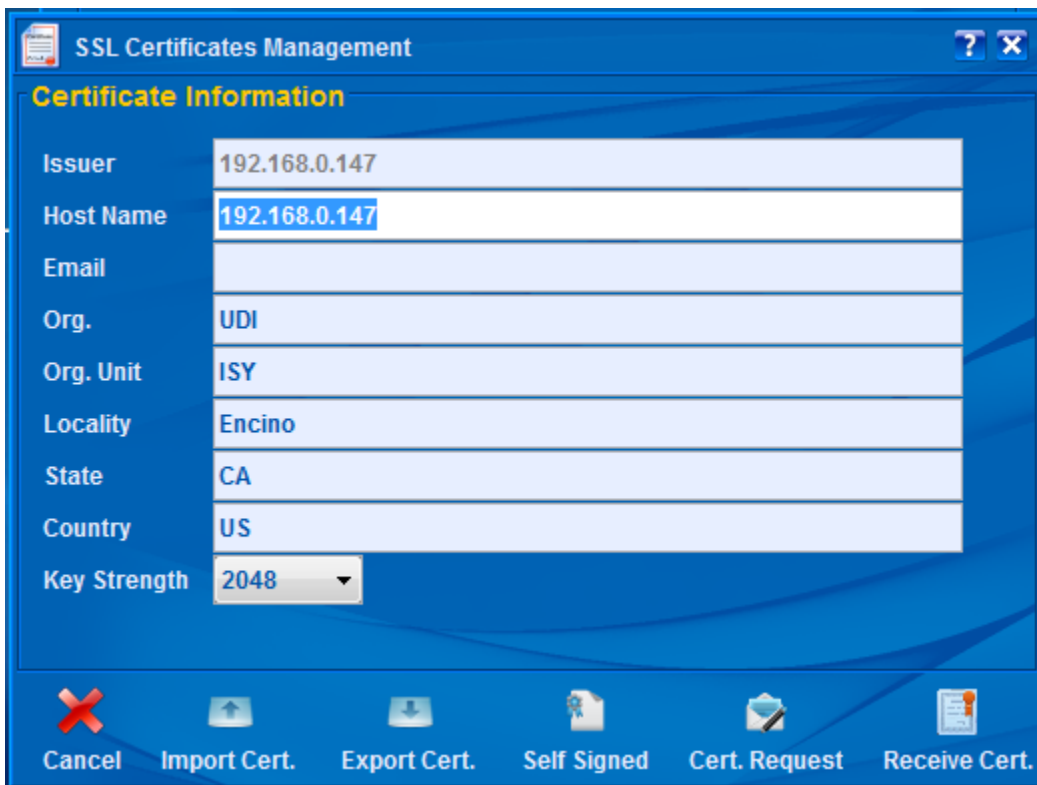 SSL Certificates Management
Certificate Information
Issuer 192.168.0.147
Host Name 192.168.0.147
Email
Org. UDI
Org. Unit ISY
Locality Encino
State CA
Country US
Key Strength 2048
Cancel Import Cert. Export Cert. Self Signed Cert. Request Receive Cert.